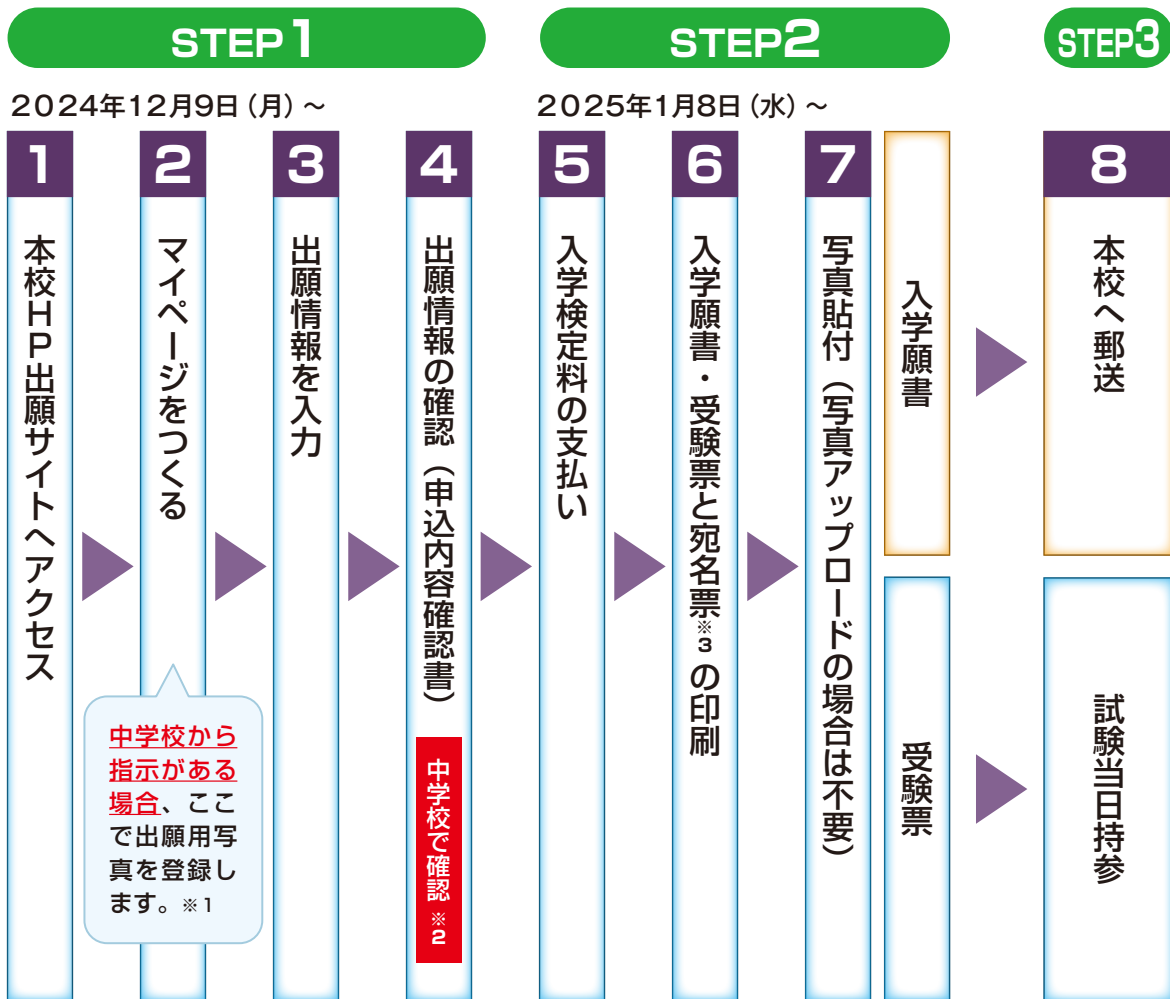 STEP1
2024年12月9日（月）～
1
本校HP出願サイトへアクセス
2
マイページをつくる
中学校から
指示がある
場合、ここ
で出願用写
真を登録し
ます。※1
3
出願情報を入力
4
出願情報の確認（申込内容確認書）
中学校で確認※2
STEP2
2025年1月8日（水）～
5
入学検定料の支払い
6
入学願書・受験票と宛名票※3の印刷
7
写真貼付（写真アップロードの場合は不要）
入学願書
受験票
STEP3
8
本校へ郵送
試験当日持参